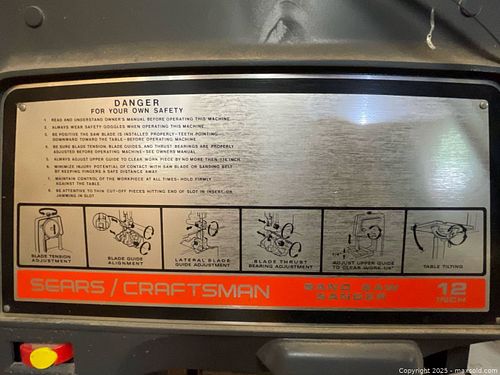 DANGER
FOR YOUR OWN SAFETY
1. READ AND UNDERSTAND OWNER'S MANUAL BEFORE OPERATING THIS MACHINE
2. ALWAYS WEAR SAFETY GOGGLES WHEN OPERATING THIS MACHINE
3. BE POSITIVE THE SAW BLADE IS INSTALLED PROPERLY-TEETH POINTING
DOWNWARD TOWARD THE TABLE-BEFORE OPERATING MACHINE
4. BE SURE BLADE TENSION, BLADE GUIDES, AND THRUST BEARINGS ARE PROPERLY
ADJUSTED BEFORE OPERATING MACHINE-SEE OWNERS MANUAL
5. ALWAYS ADJUST UPPER GUIDE TO CLEAR WORK PIECE BY NO MORE THEN 1/8 INCH
6. MINIMIZE INJURY POTENTIAL OF CONTACT WITH SAW BLADE OR SANDING BELT
BY KEEPING FINGERS A SAFE DISTANCE AWAY
7. MAINTAIN CONTROL OF THE WORKPIECE AT ALL TIMES-HOLD FIRMLY
AGAINST THE TABLE
8. BE ATTENTIVE TO THIN CUT-OFF PIECES HITTING END OF SLOT IN INSERT OR
JAMMING IN SLOT
BLADE TENSION
ADJUSTMENT
BLADE GUIDE
ALIGNMENT
LATERAL BLADE
GUIDE ADJUSTMENT
BLADE THRUST
BEARING ADJUSTMENT
ADJUST UPPER GUIDE
TO CLEAR WORK 1/8"
TABLE TILTING
SEARS/CRAFTSMAN
BAND SAW
SANDER
12
INCH
Copyright 2025 - maxsold.com